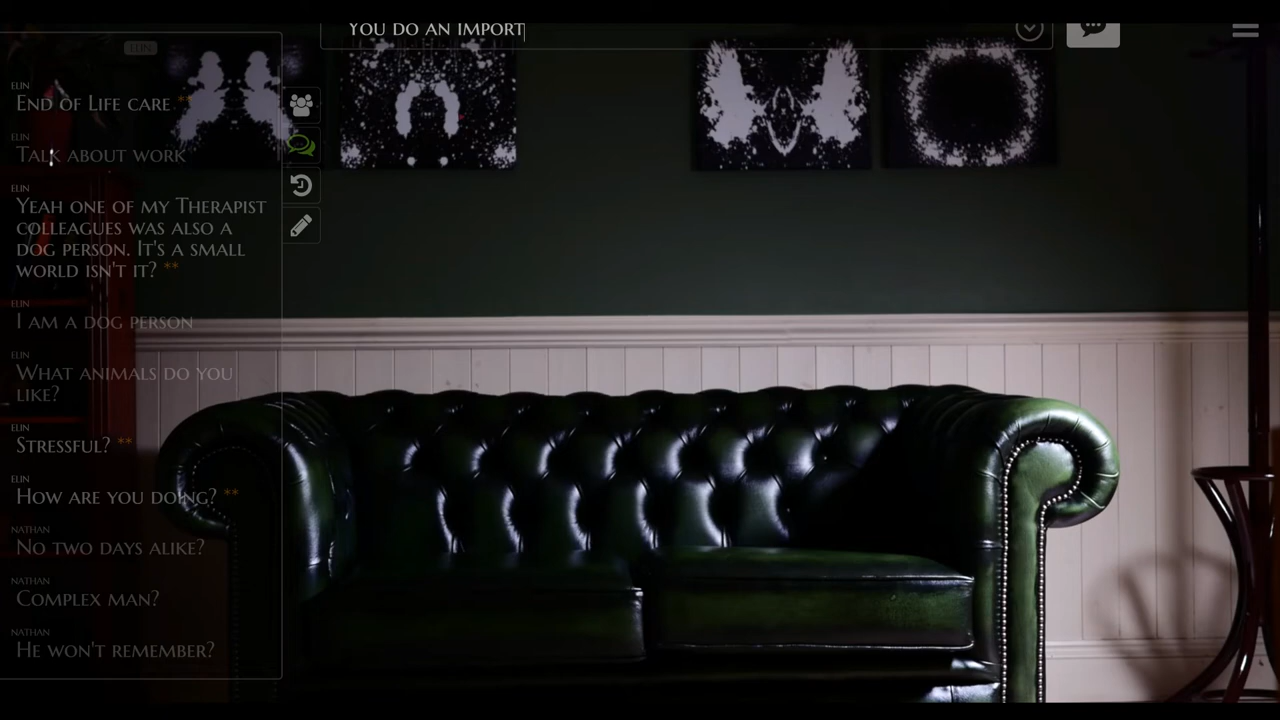 YOU DO AN IMPORT
ELIN
ELIN
END OF LIFE CARE **
ELIN
TALK ABOUT WORK
ELIN
YEAH ONE OF MY THERAPIST
COLLEAGUES WAS ALSO A
DOG PERSON. IT'S A SMALL
WORLD ISN'T IT? **
ELIN
I AM A DOG PERSON
ELIN
WHAT ANIMALS DO YOU
LIKE?
ELIN
STRESSFUL? **
ELIN
HOW ARE YOU DOING? **
NATHAN
NO TWO DAYS ALIKE?
NATHAN
COMPLEX MAN?
NATHAN
HE WON'T REMEMBER?